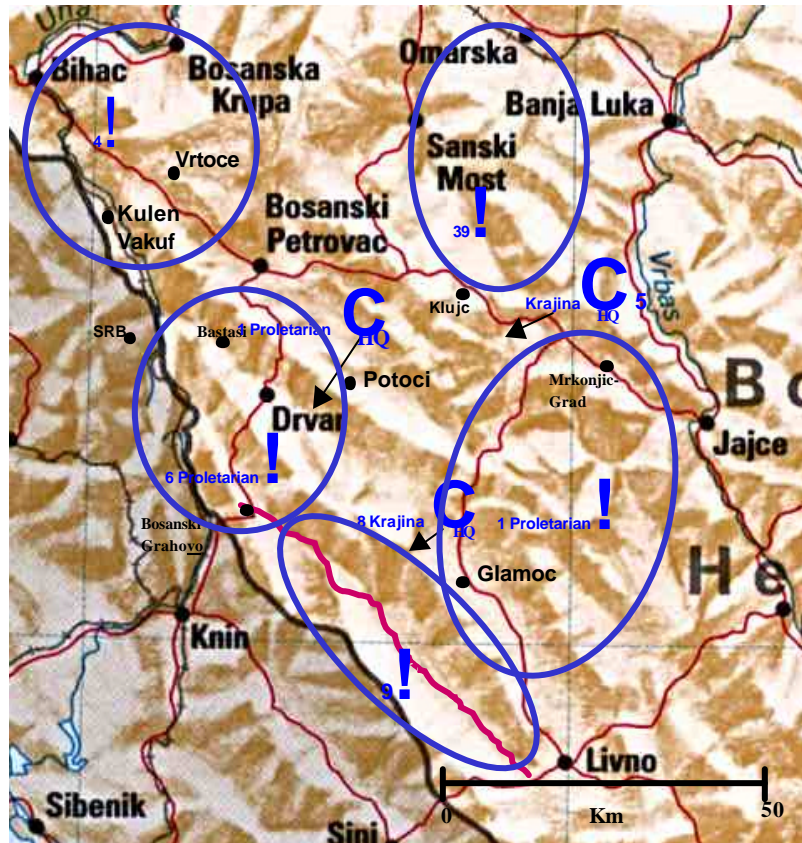 Una
Omarska
Bihac
Bosanska
Krupa
Banja Luka
4 !
Sanski
Most
Vrtoce
Kulen
Vakuf
Bosanski
Petrovac
39 !
Vrbas
C
HQ
Krajina
5
Klujc
C
HQ
SRB
Bastasi
1 Proletarian
Potoci
Mrkonjic-
Grad
B
Drvar
Jajce
6 Proletarian !
C
HQ
8 Krajina
1 Proletarian !
Bosanski
Grahovo
Glamoc
He
Knin
9 !
Livno
0
50
Km
Sibenik
Sinj